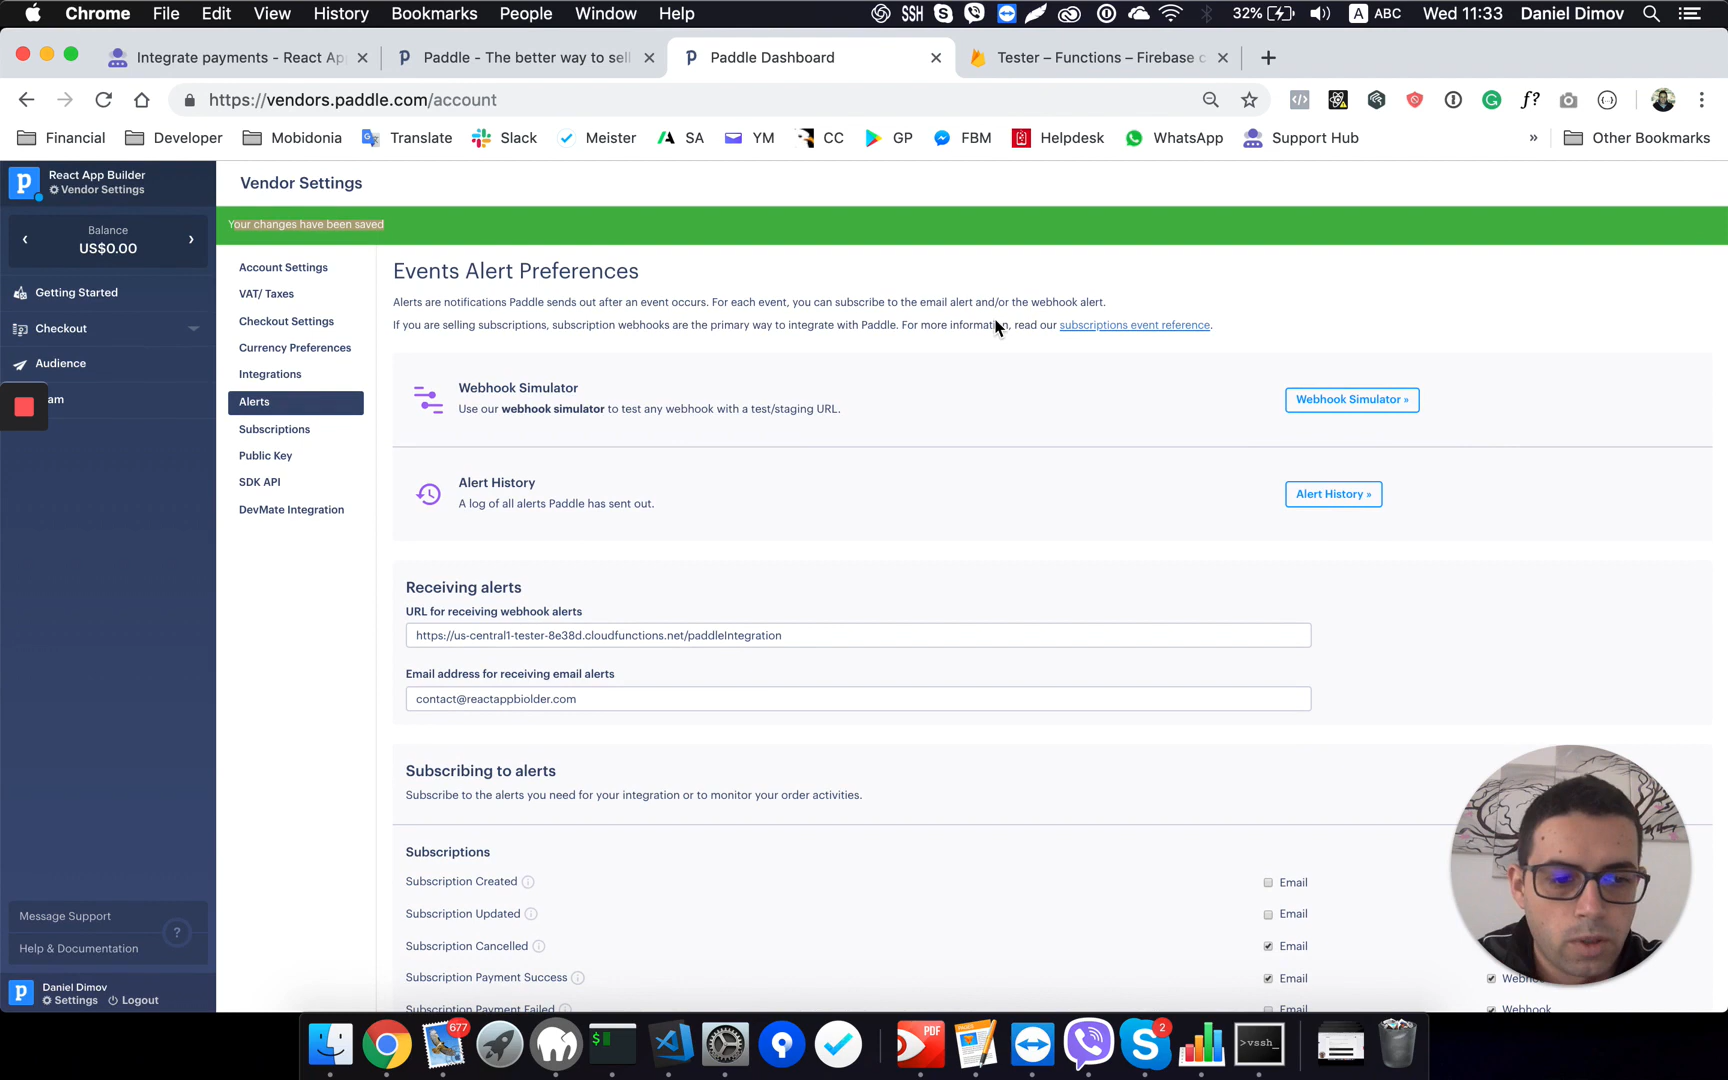 Chrome File Edit View History Bookmarks People Window Help SSH 32% A ABC Wed 11:33 Daniel Dimov
Integrate payments - React Ap
Paddle - The better way to sell
Paddle Dashboard
Tester – Functions – Firebase c
https://vendors.paddle.com/account
f?
Financial Developer Mobidonia Translate Slack Meister SA YM CC GP FBM Helpdesk WhatsApp Support Hub » Other Bookmarks
React App Builder
Vendor Settings
Balance
US$0.00
Getting Started
Checkout
Audience
am
Message Support
Help & Documentation
?
Daniel Dimov
Settings Logout
Vendor Settings
Your changes have been saved
Account Settings
VAT/ Taxes
Checkout Settings
Currency Preferences
Integrations
Alerts
Subscriptions
Public Key
SDK API
DevMate Integration
Events Alert Preferences
Alerts are notifications Paddle sends out after an event occurs. For each event, you can subscribe to the email alert and/or the webhook alert.
If you are selling subscriptions, subscription webhooks are the primary way to integrate with Paddle. For more information, read our subscriptions event reference.
Webhook Simulator
Use our webhook simulator to test any webhook with a test/staging URL.
Webhook Simulator »
Alert History
A log of all alerts Paddle has sent out.
Alert History »
Receiving alerts
URL for receiving webhook alerts
https://us-central1-tester-8e38d.cloudfunctions.net/paddleIntegration
Email address for receiving email alerts
contact@reactappbiolder.com
Subscribing to alerts
Subscribe to the alerts you need for your integration or to monitor your order activities.
Subscriptions
Subscription Created Email
Subscription Updated Email
Subscription Cancelled Email
Subscription Payment Success Email Webho
Subscription Payment Failed Email Webhook
677
PDF
2
>vssh_